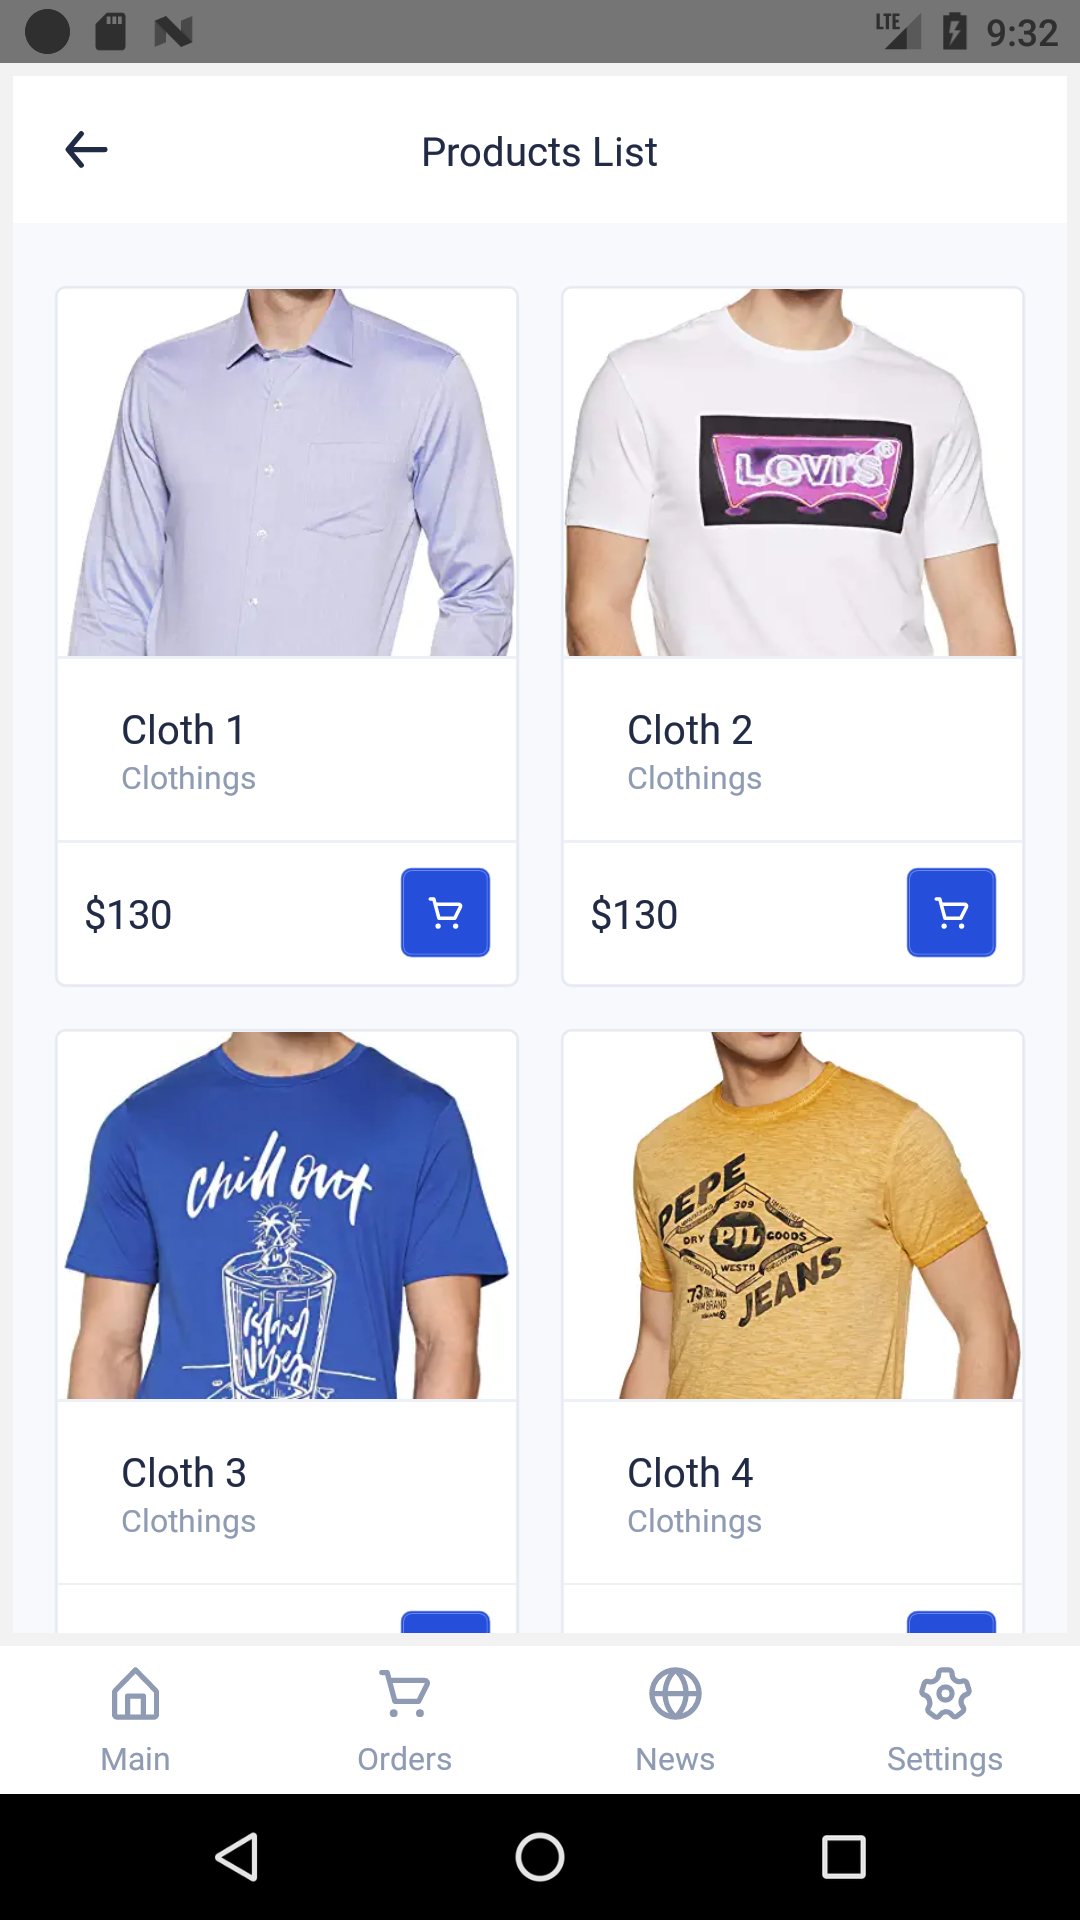 LTE 9:32
Products List
LEVI'S ®
Cloth 1
Clothings
Cloth 2
Clothings
$130
$130
chill out
island
vibes
PEPE
309
DRY PJL GOODS
WEST11
.73
JEANS
Cloth 3
Clothings
Cloth 4
Clothings
Main
Orders
News
Settings